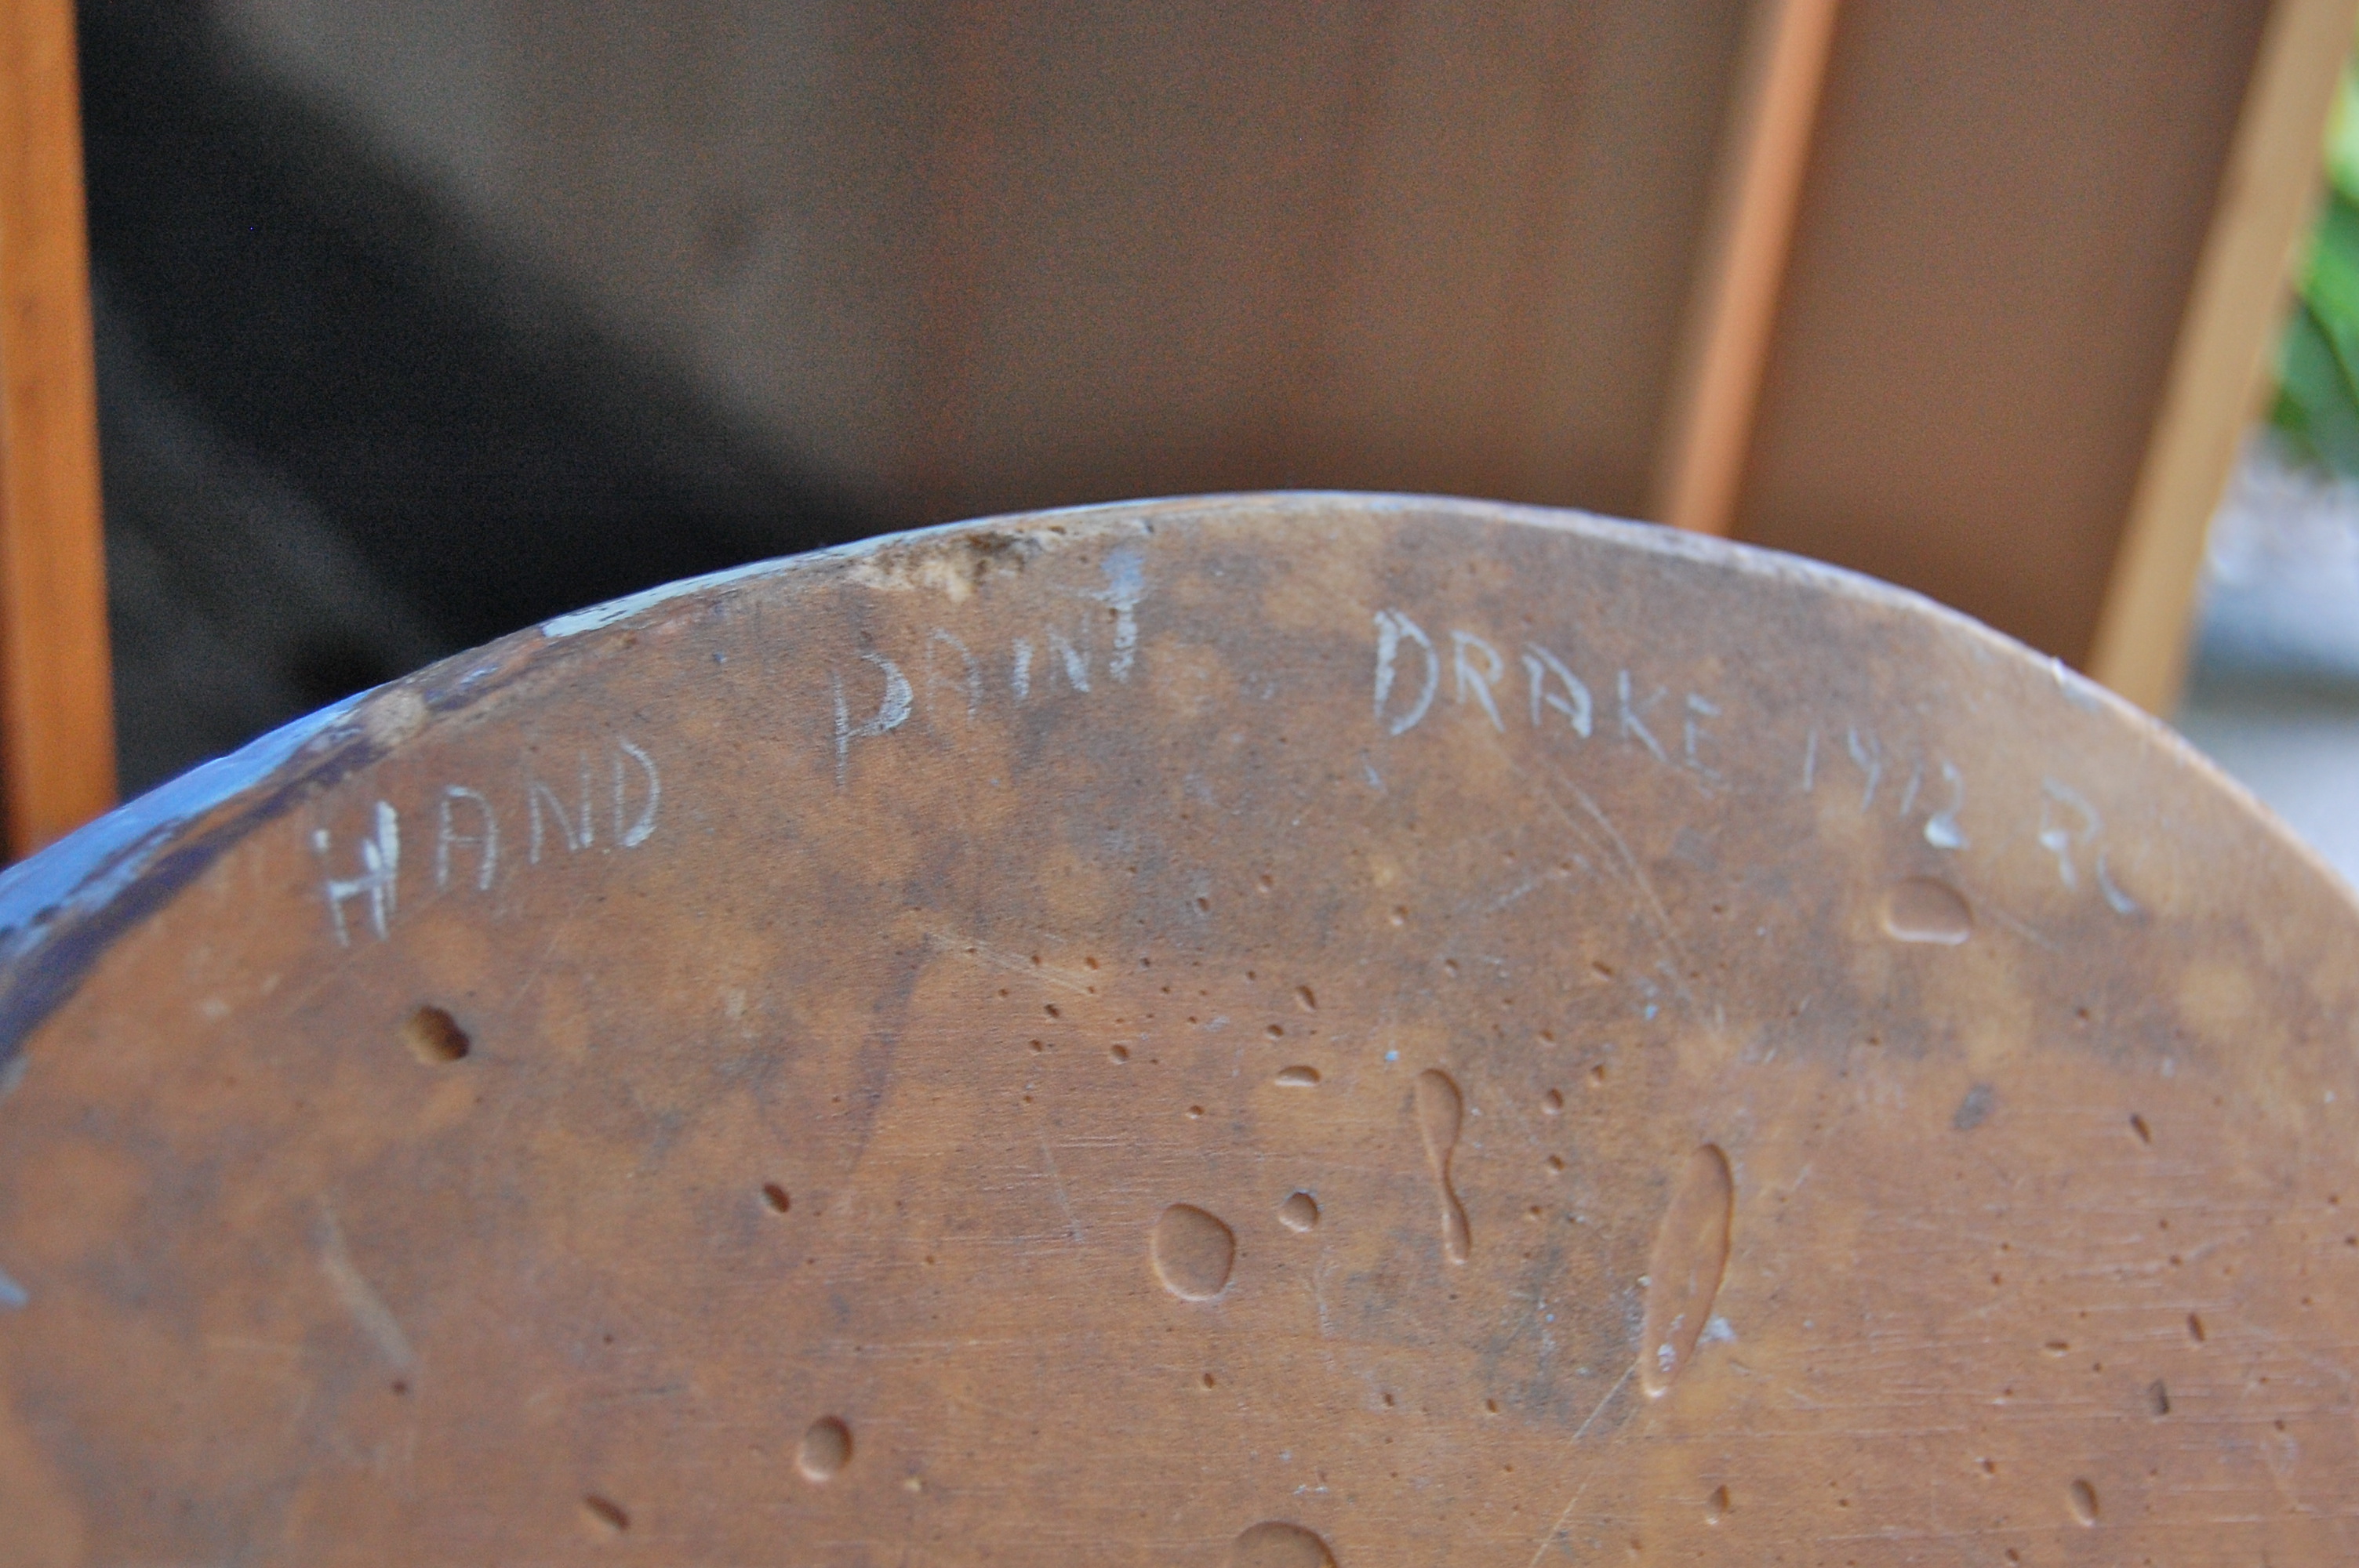 HAND PAINT DRAKE 1912